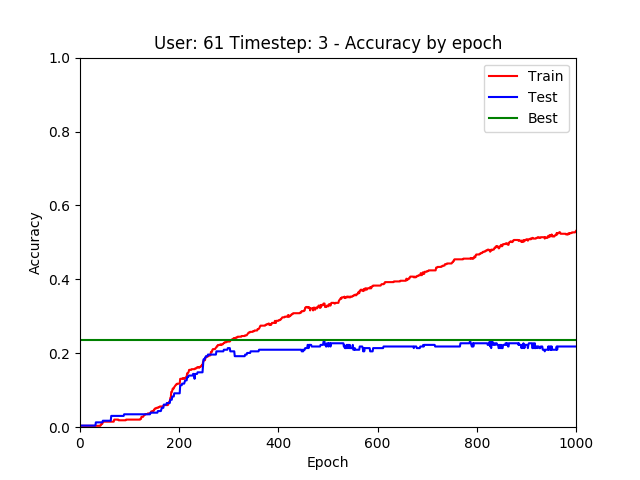 User: 61 Timestep: 3 - Accuracy by epoch
Accuracy
1.0
0.8
0.6
0.4
0.2
0.0
Train
Test
Best
0 200 400 600 800 1000
Epoch